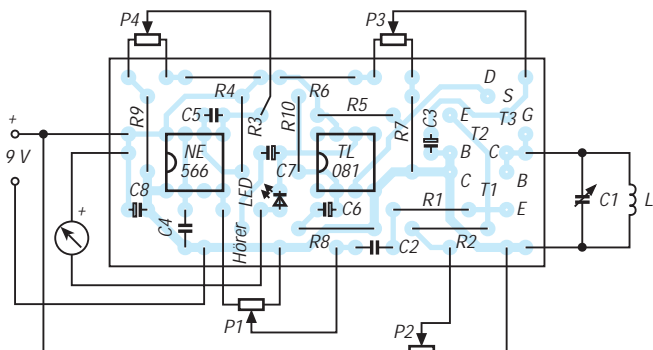 P4
P3
R4
R6
D
S
C5
R9
R3
R10
R5
R7
C3
E
T2
T3
G
+
9 V
NE
566
C7
TL
081
B
C
C
B
+
C8
C4
LED
Hörer
C6
R1
T1
E
C1
L
R8
C2
R2
P1
P2